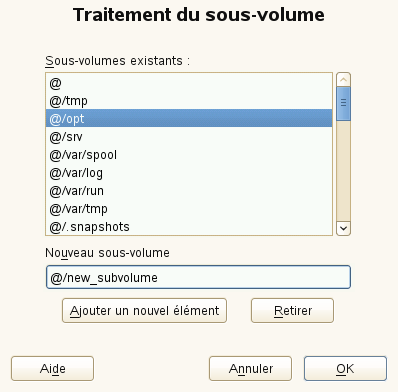 Traitement du sous-volume
Sous-volumes existants :
@
@/tmp
@/opt
@/srv
@/var/spool
@/var/log
@/var/run
@/var/tmp
@/.snapshots
Nouveau sous-volume
@/new_subvolume
Ajouter un nouvel élément
Retirer
Aide
Annuler
OK